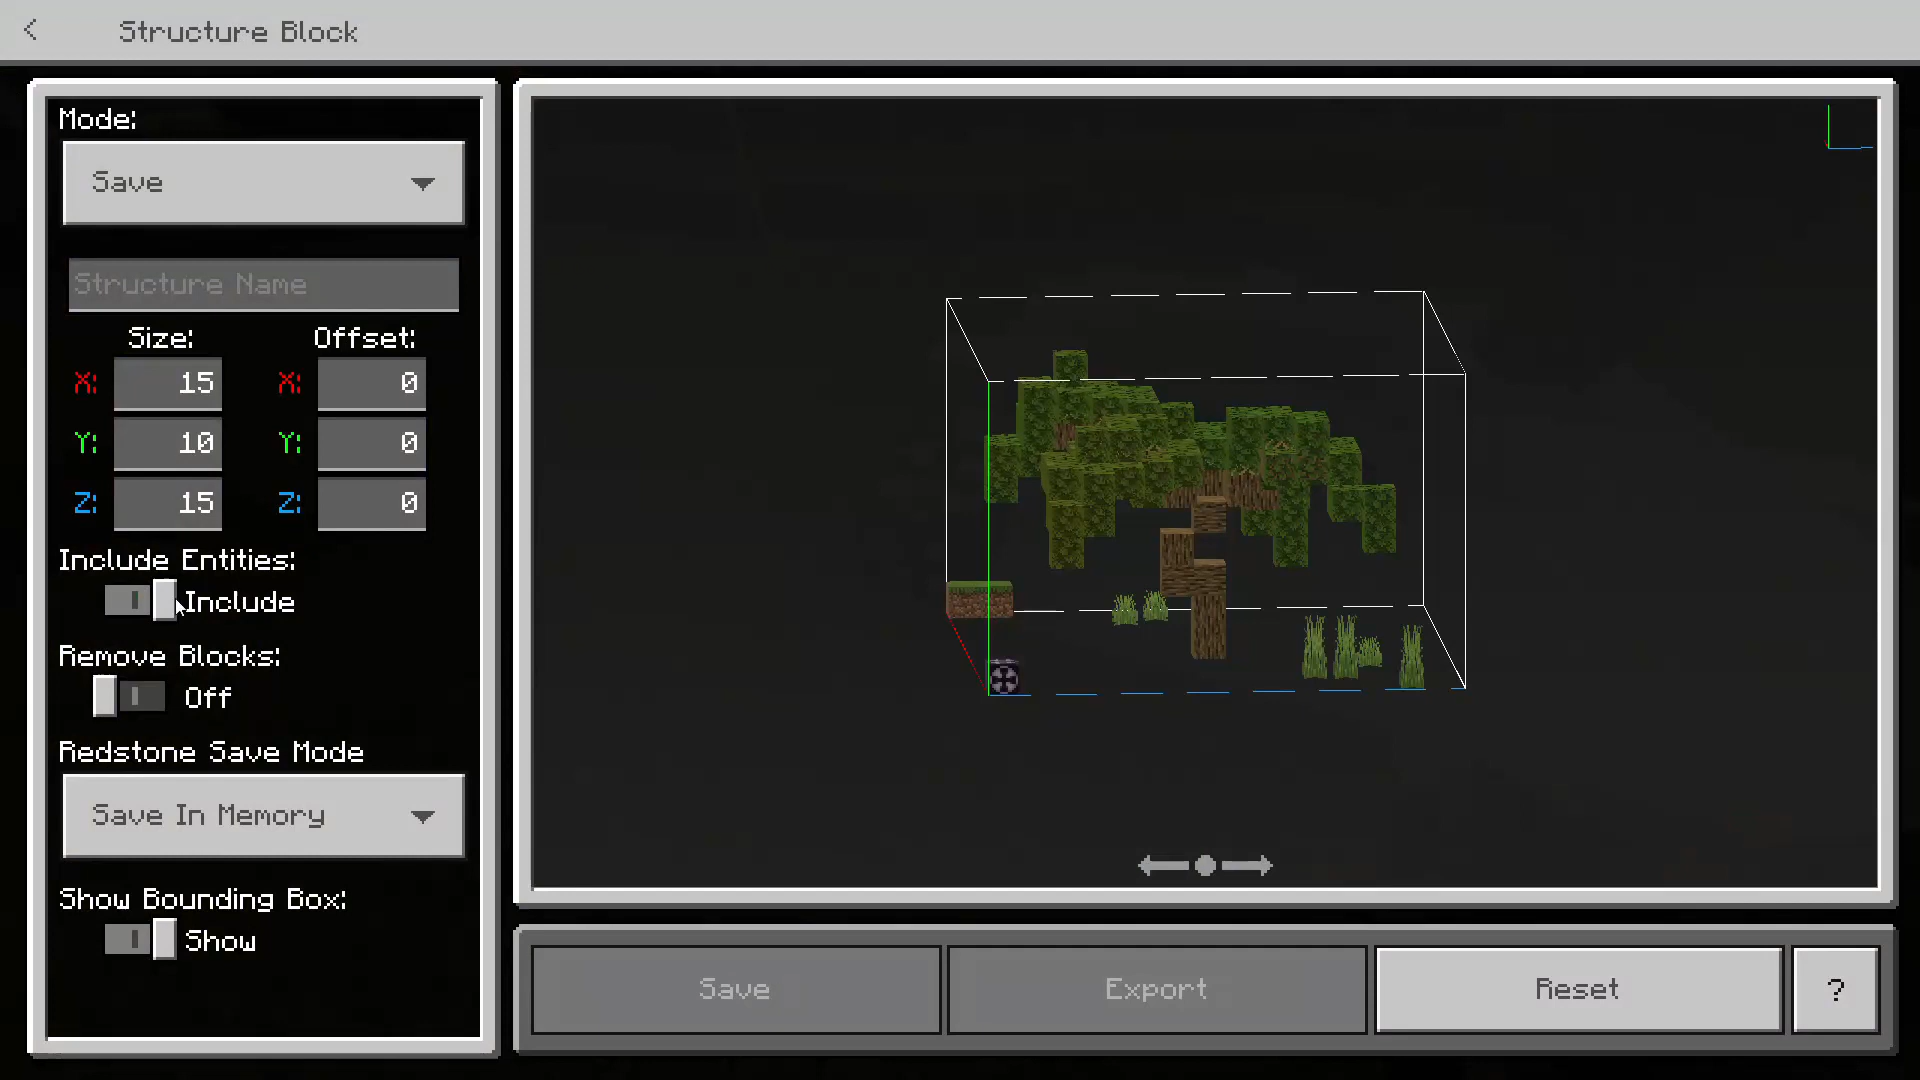 Structure Block
Mode:
Save
Structure Name
Size: Offset:
X: 15 X: 0
Y: 10 Y: 0
Z: 15 Z: 0
Include Entities:
Include
Remove Blocks:
Off
Redstone Save Mode
Save In Memory
Show Bounding Box:
Show
Save Export Reset ?